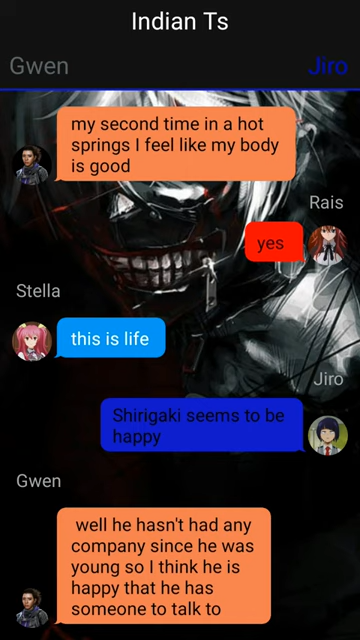 Indian Ts
Gwen
Jiro
my second time in a hot
springs I feel like my body
is good
Rais
yes
Stella
this is life
Jiro
Shirigaki seems to be
happy
Gwen
well he hasn't had any
company since he was
young so I think he is
happy that he has
someone to talk to